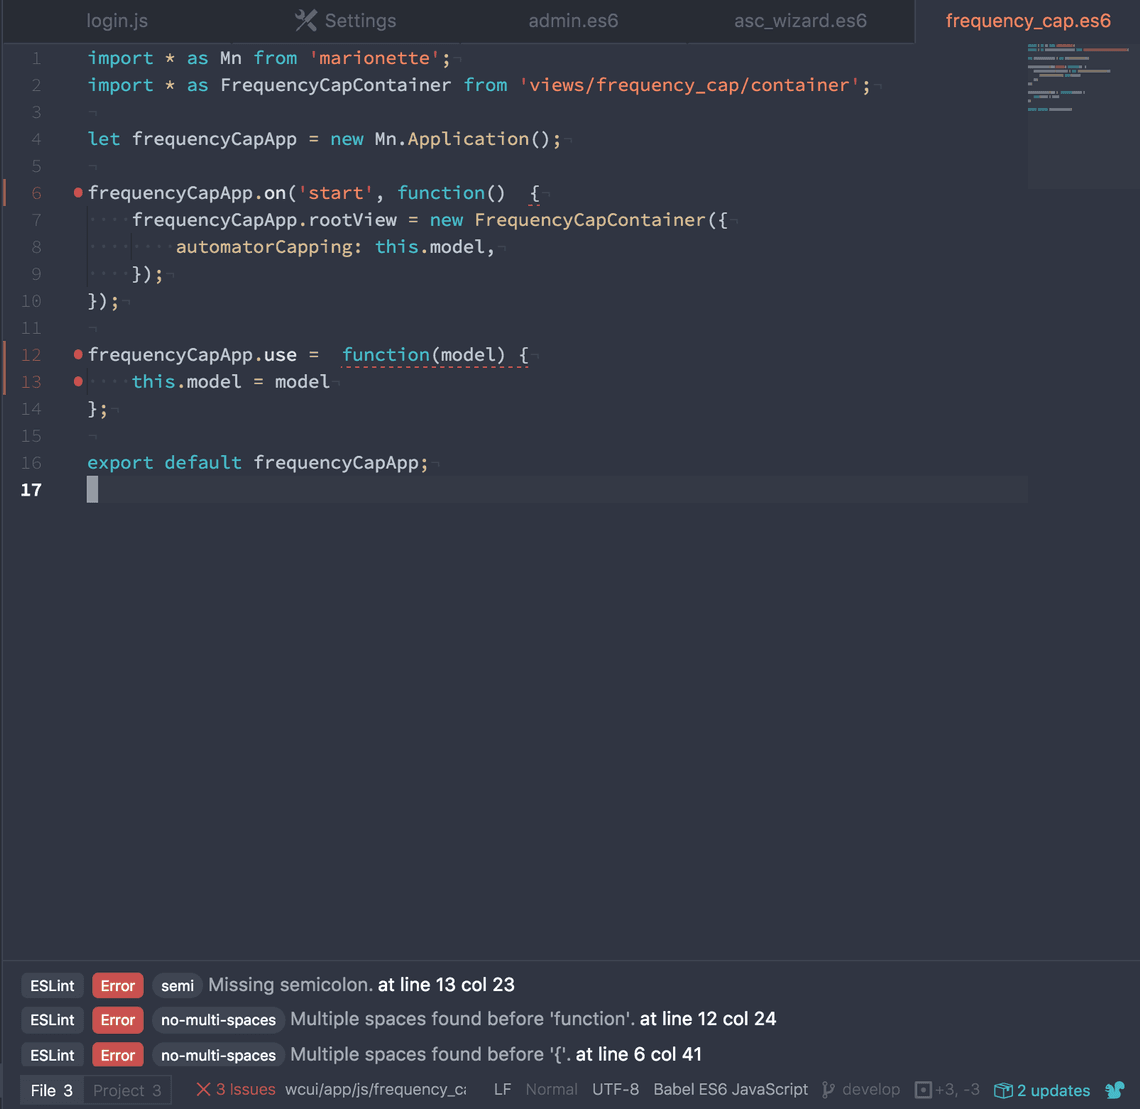 login.js Settings admin.es6 asc_wizard.es6 frequency_cap.es6
1 import * as Mn from 'marionette';
2 import * as FrequencyCapContainer from 'views/frequency_cap/container';
3
4 let frequencyCapApp = new Mn.Application();
5
6 frequencyCapApp.on('start', function()  {
7     frequencyCapApp.rootView = new FrequencyCapContainer({
8         automatorCapping: this.model,
9     });
10 });
11
12 frequencyCapApp.use =  function(model) {
13     this.model = model
14 };
15
16 export default frequencyCapApp;
17
ESLint Error semi Missing semicolon. at line 13 col 23
ESLint Error no-multi-spaces Multiple spaces found before 'function'. at line 12 col 24
ESLint Error no-multi-spaces Multiple spaces found before '{'. at line 6 col 41
File 3 Project 3 3 Issues wcui/app/js/frequency_ca LF Normal UTF-8 Babel ES6 JavaScript develop +3, -3 2 updates